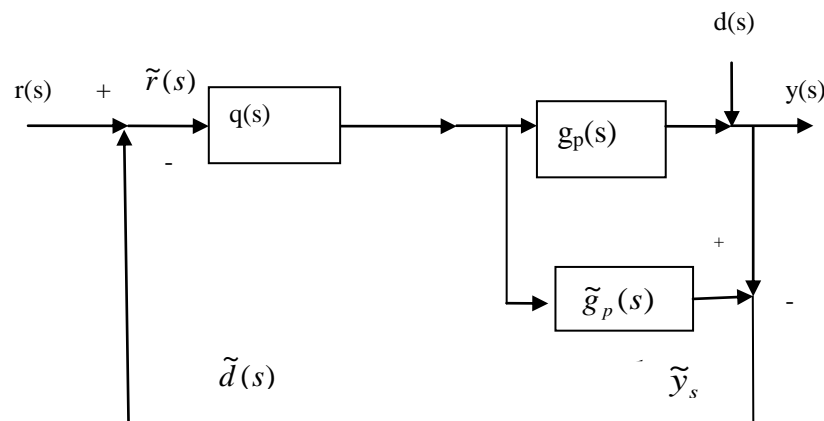 d(s)
r(s) + r̃(s) y(s)
q(s)
gₚ(s)
-
+
g̃ₚ(s) -
d̃(s) ỹₛ